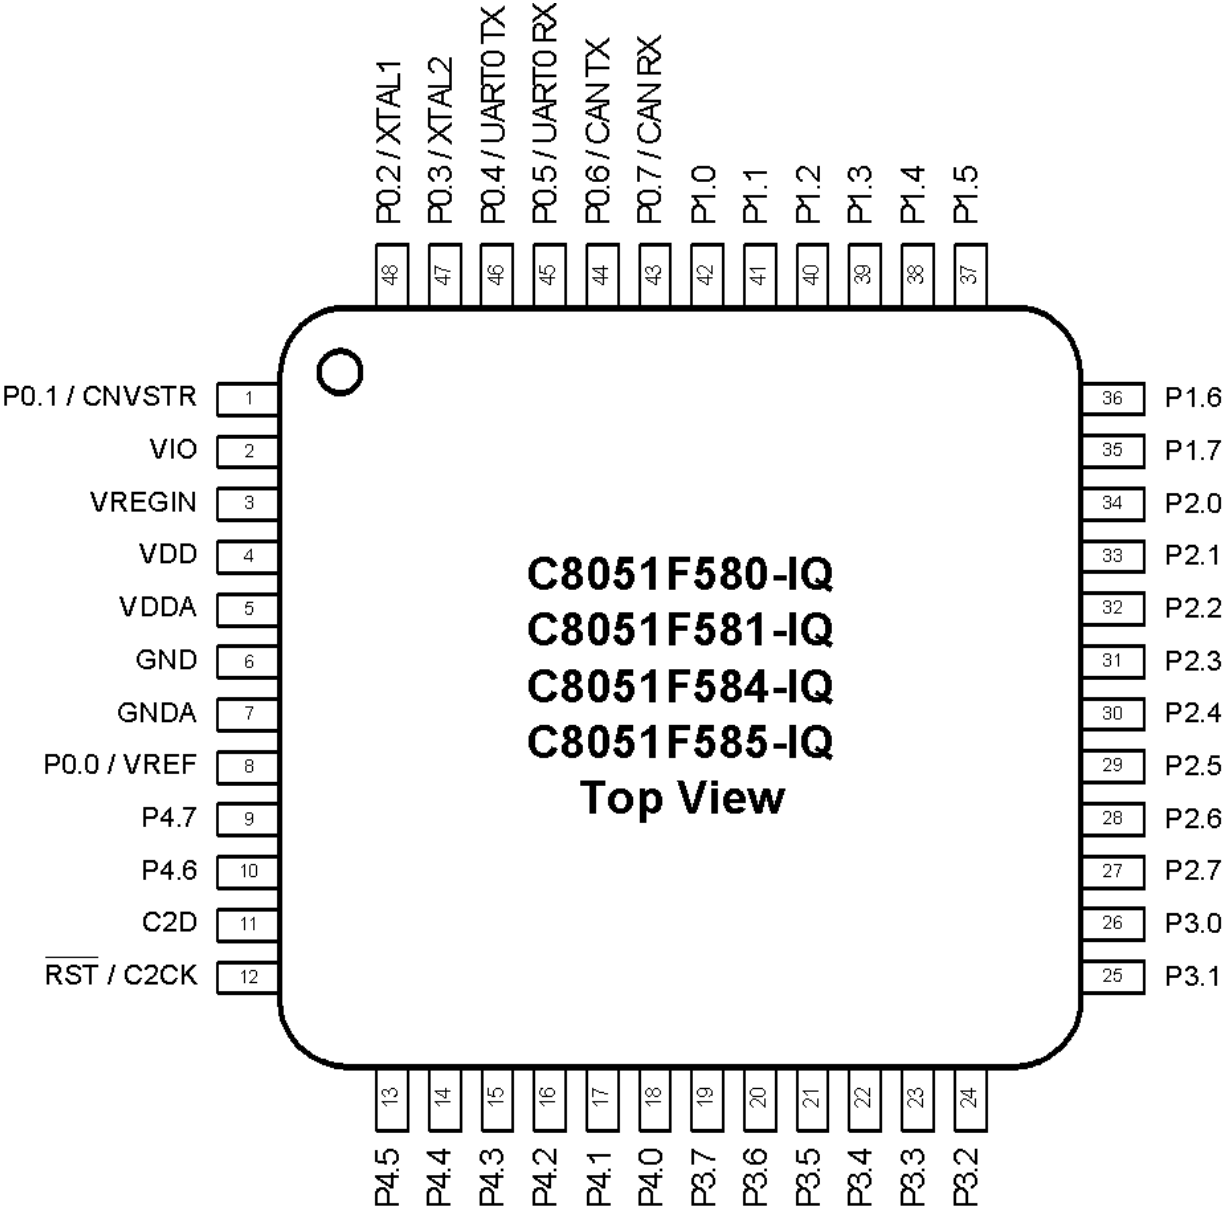 P0.2 / XTAL1
P0.3 / XTAL2
P0.4 / UART0 TX
P0.5 / UART0 RX
P0.6 / CAN TX
P0.7 / CAN RX
P1.0
P1.1
P1.2
P1.3
P1.4
P1.5
48
47
46
45
44
43
42
41
40
39
38
37
P0.1 / CNVSTR 1
VIO 2
VREGIN 3
VDD 4
VDDA 5
GND 6
GNDA 7
P0.0 / VREF 8
P4.7 9
P4.6 10
C2D 11
RST / C2CK 12
C8051F580-IQ
C8051F581-IQ
C8051F584-IQ
C8051F585-IQ
Top View
36 P1.6
35 P1.7
34 P2.0
33 P2.1
32 P2.2
31 P2.3
30 P2.4
29 P2.5
28 P2.6
27 P2.7
26 P3.0
25 P3.1
13
14
15
16
17
18
19
20
21
22
23
24
P4.5
P4.4
P4.3
P4.2
P4.1
P4.0
P3.7
P3.6
P3.5
P3.4
P3.3
P3.2